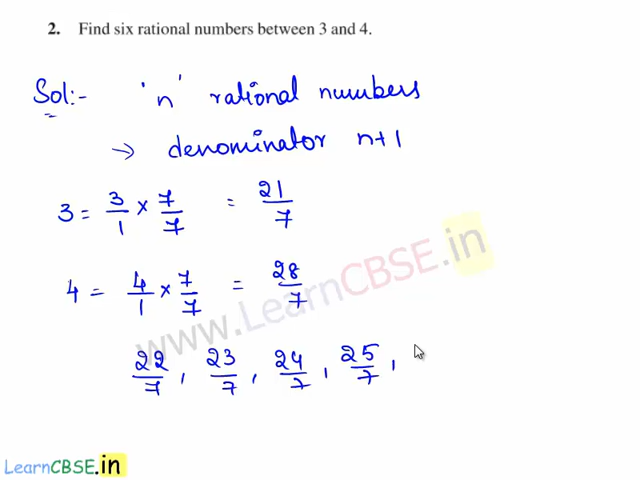 2. Find six rational numbers between 3 and 4.
Sol:- 'n' rational numbers
→ denominator n+1
3 = 3/1 × 7/7 = 21/7
4 = 4/1 × 7/7 = 28/7
www.LearnCBSE.in
22/7, 23/7, 24/7, 25/7,
LearnCBSE.in